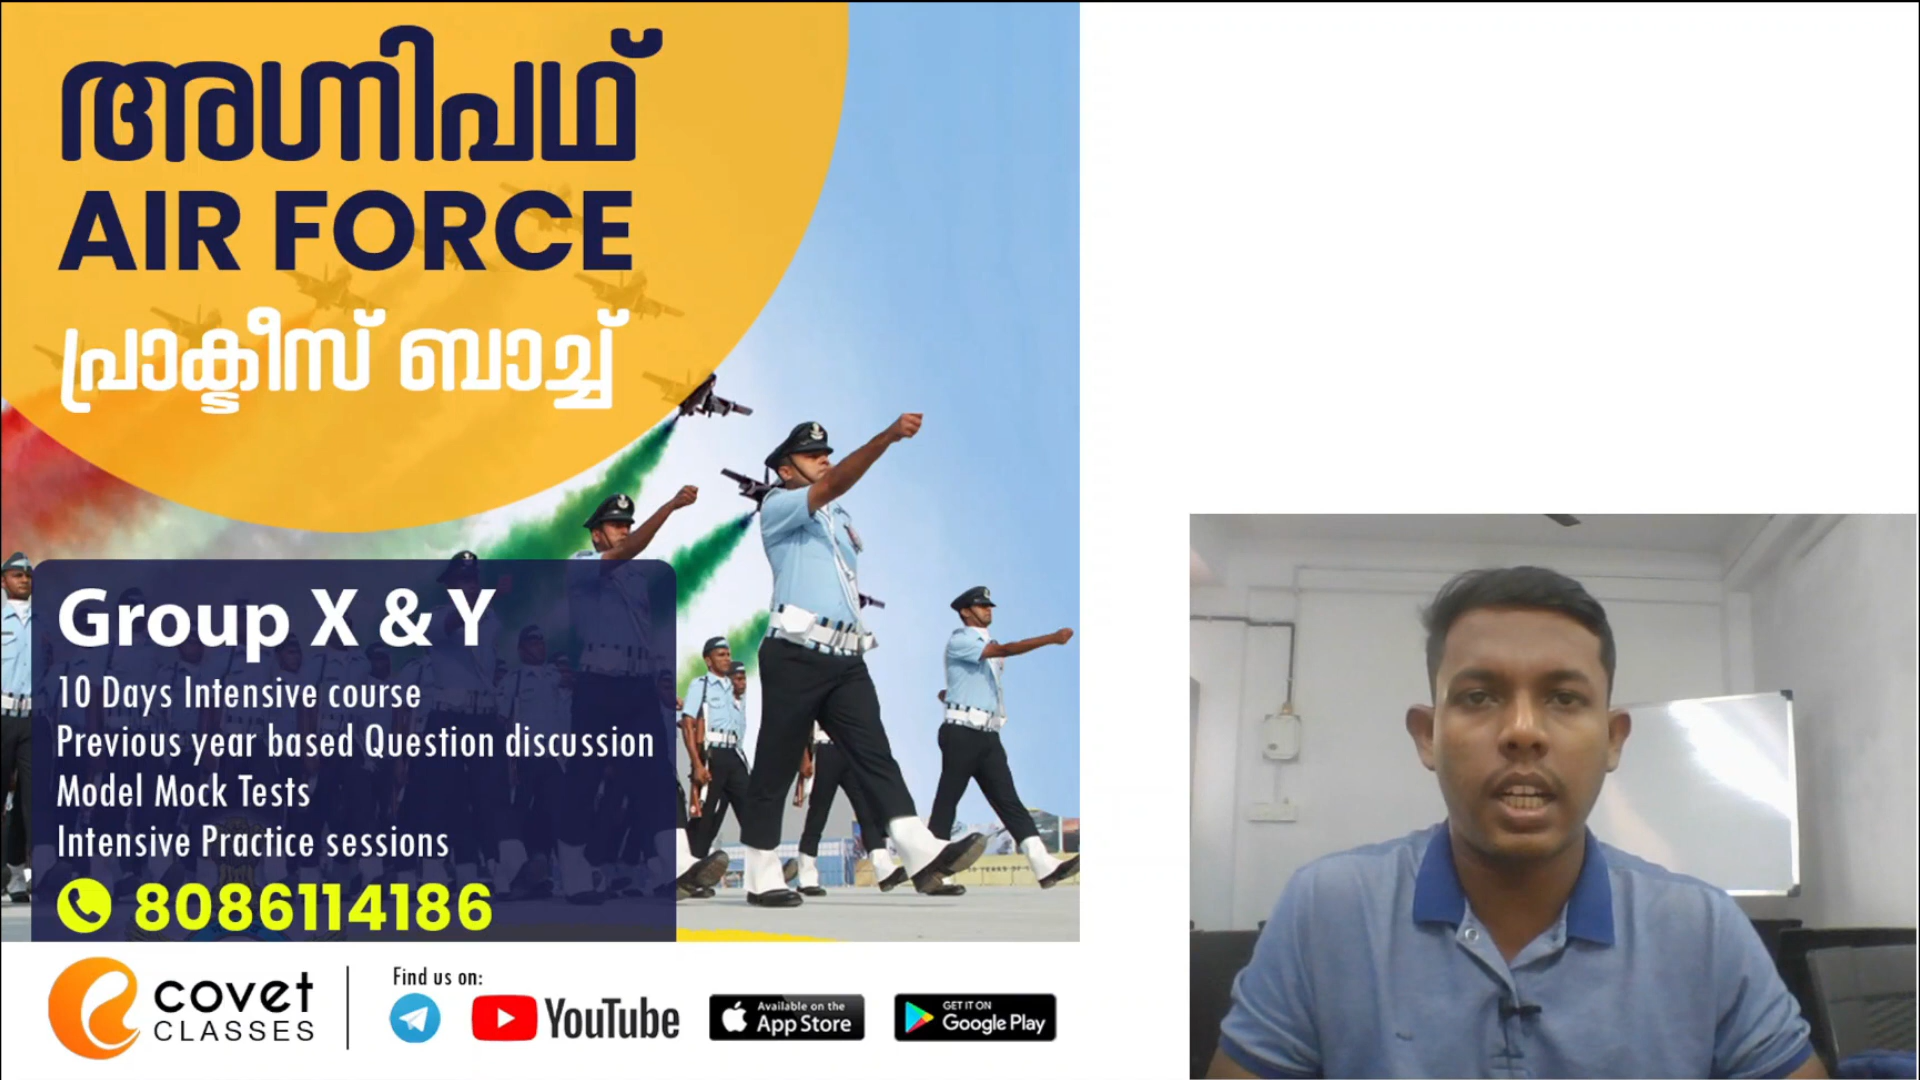 അഗ്നിപഥ്
AIR FORCE
പ്രാക്ടീസ് ബാച്ച്
Group X & Y
10 Days Intensive course
Previous year based Question discussion
Model Mock Tests
Intensive Practice sessions
8086114186
covet
CLASSES
Find us on:
YouTube
Available on the
App Store
GET IT ON
Google Play